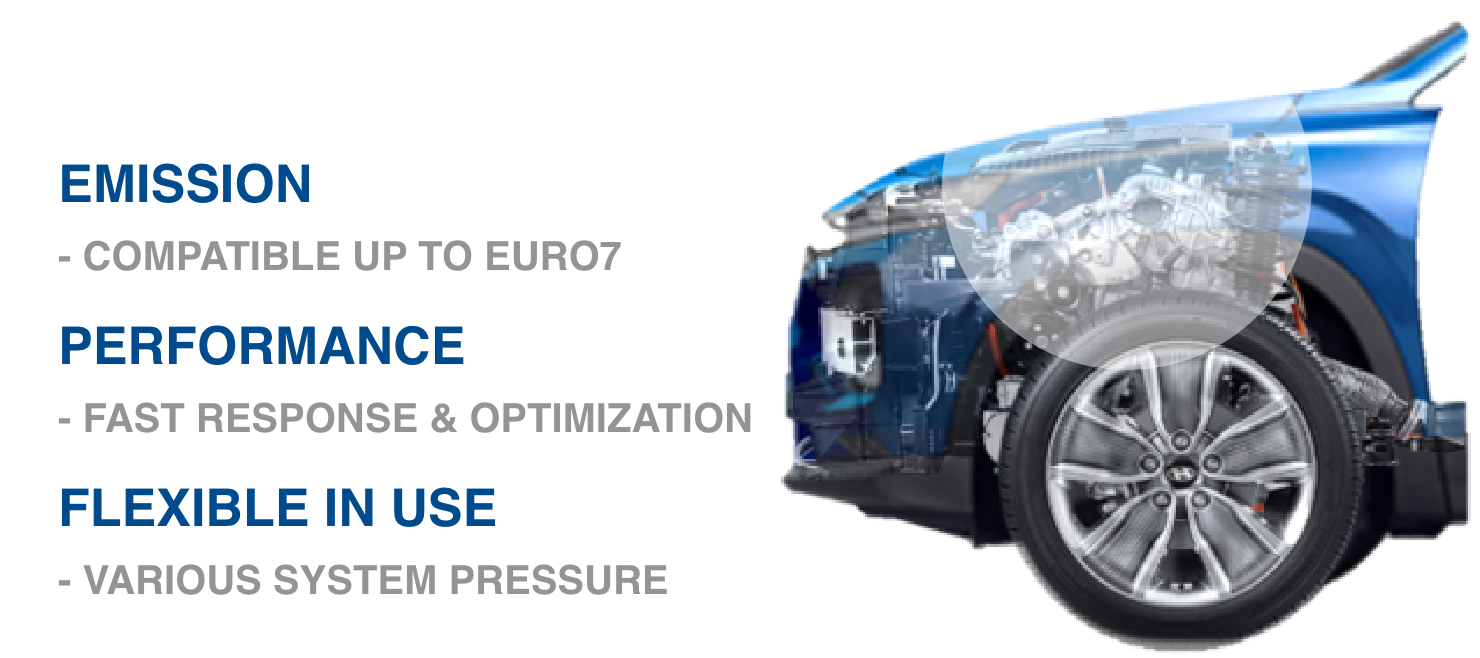 EMISSION
- COMPATIBLE UP TO EURO7
PERFORMANCE
- FAST RESPONSE & OPTIMIZATION
FLEXIBLE IN USE
- VARIOUS SYSTEM PRESSURE